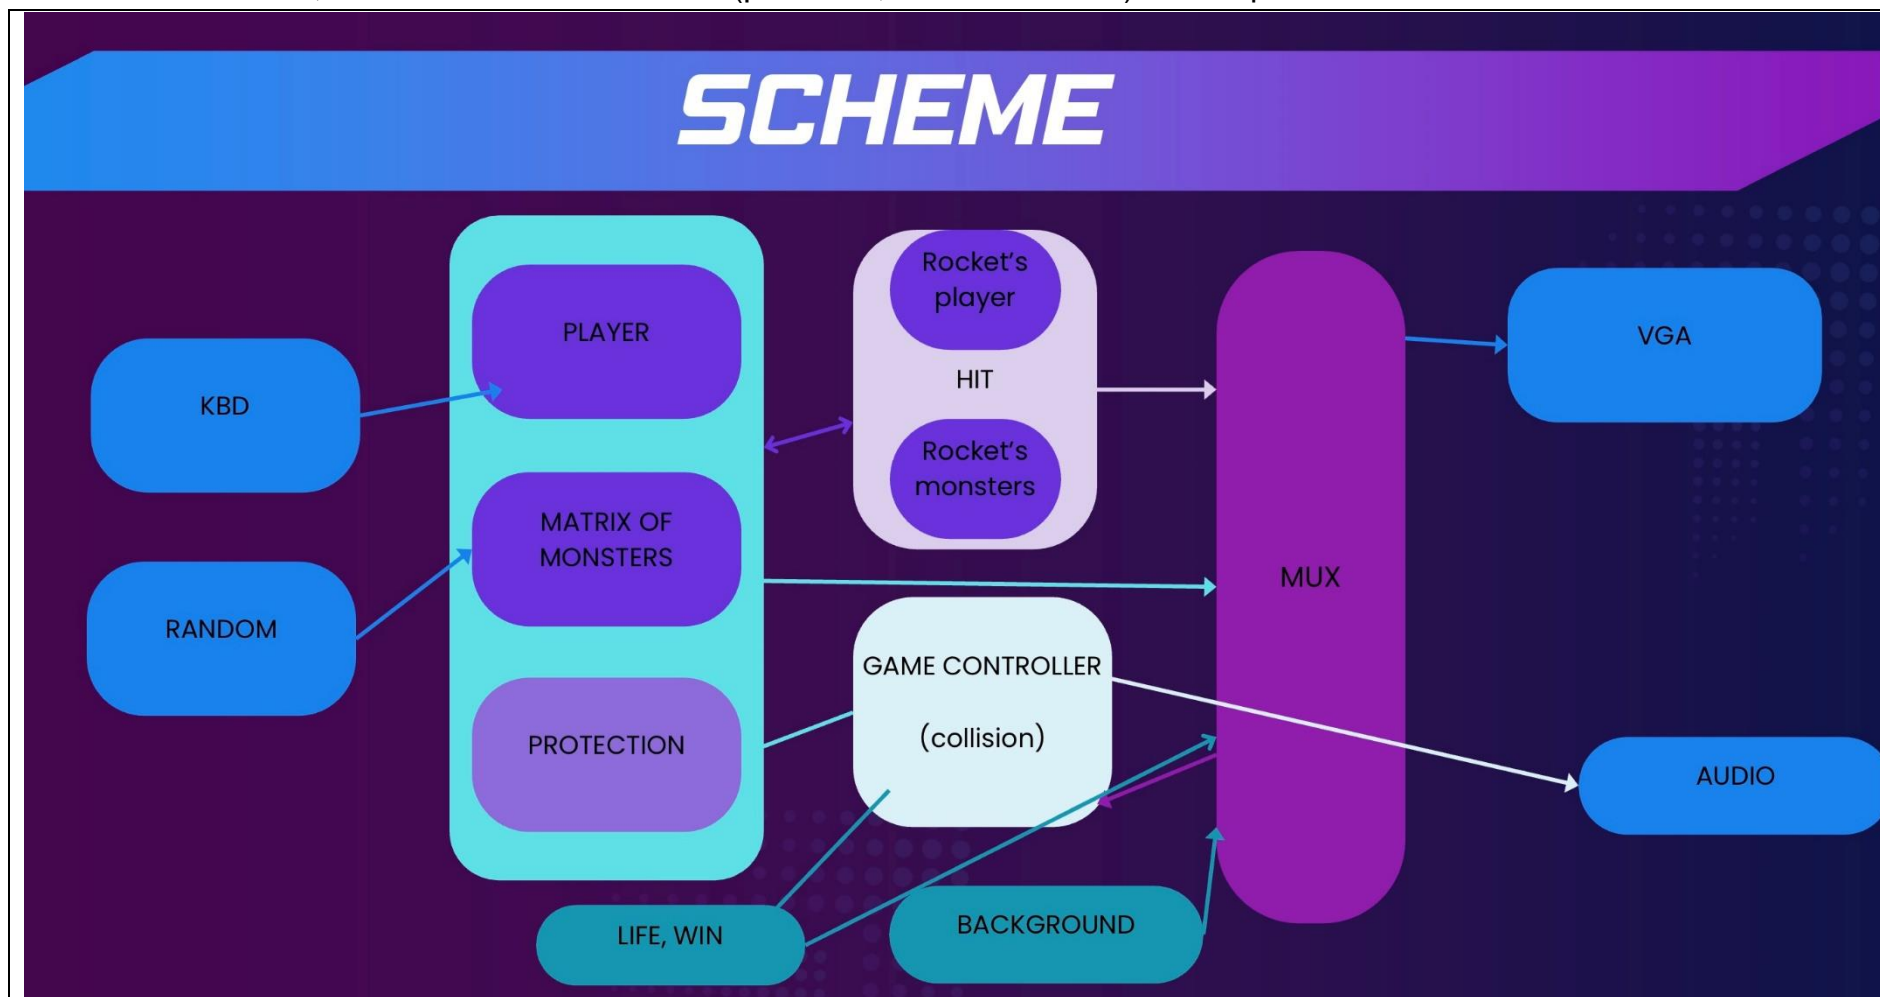 SCHEME
KBD
RANDOM
PLAYER
MATRIX OF
MONSTERS
PROTECTION
Rocket's
player
HIT
Rocket's
monsters
GAME CONTROLLER
(collision)
LIFE, WIN
BACKGROUND
MUX
VGA
AUDIO